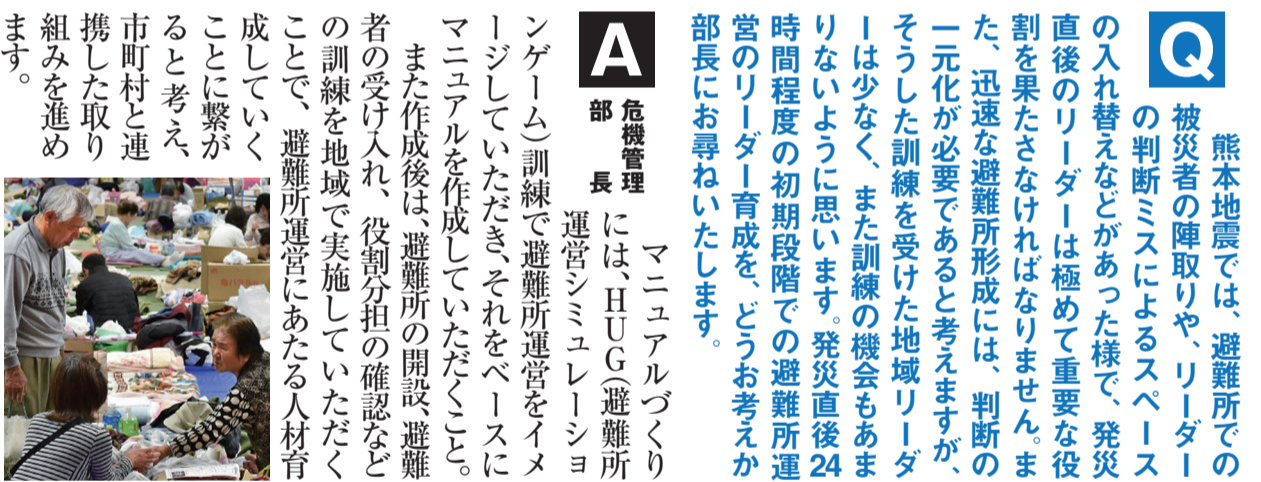 Q
熊本地震では、避難所での
被災者の陣取りや、リーダー
の判断ミスによるスペース
の入れ替えなどがあった様で、発災
直後のリーダーは極めて重要な役
割を果たさなければなりません。ま
た、迅速な避難所形成には、判断の
一元化が必要であると考えますが、
そうした訓練を受けた地域リーダ
ーは少なく、また訓練の機会もあま
りないように思います。発災直後24
時間程度の初期段階での避難所運
営のリーダー育成を、どうお考えか
部長にお尋ねいたします。
A
危機管理
部長
マニュアルづくり
には、HUG(避難所
運営シミュレーショ
ンゲーム)訓練で避難所運営をイメ
ージしていただき、それをベースに
マニュアルを作成していただくこと。
また作成後は、避難所の開設、避難
者の受け入れ、役割分担の確認など
の訓練を地域で実施していただく
ことで、避難所運営にあたる人材育
成していく
ことに繋が
ると考え、
市町村と連
携した取り
組みを進め
ます。